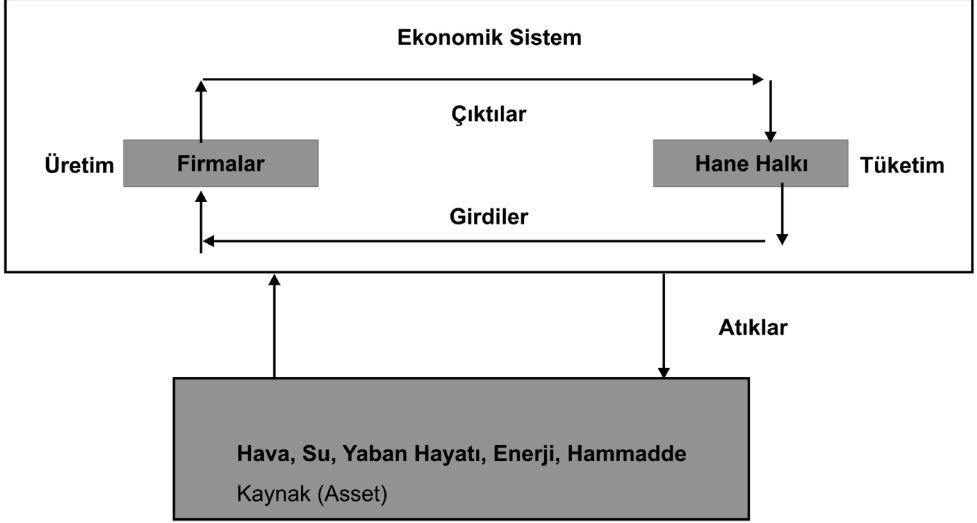 Ekonomik Sistem
Çıktılar
Üretim
Firmalar
Hane Halkı
Tüketim
Girdiler
Atıklar
Hava, Su, Yaban Hayatı, Enerji, Hammadde
Kaynak (Asset)